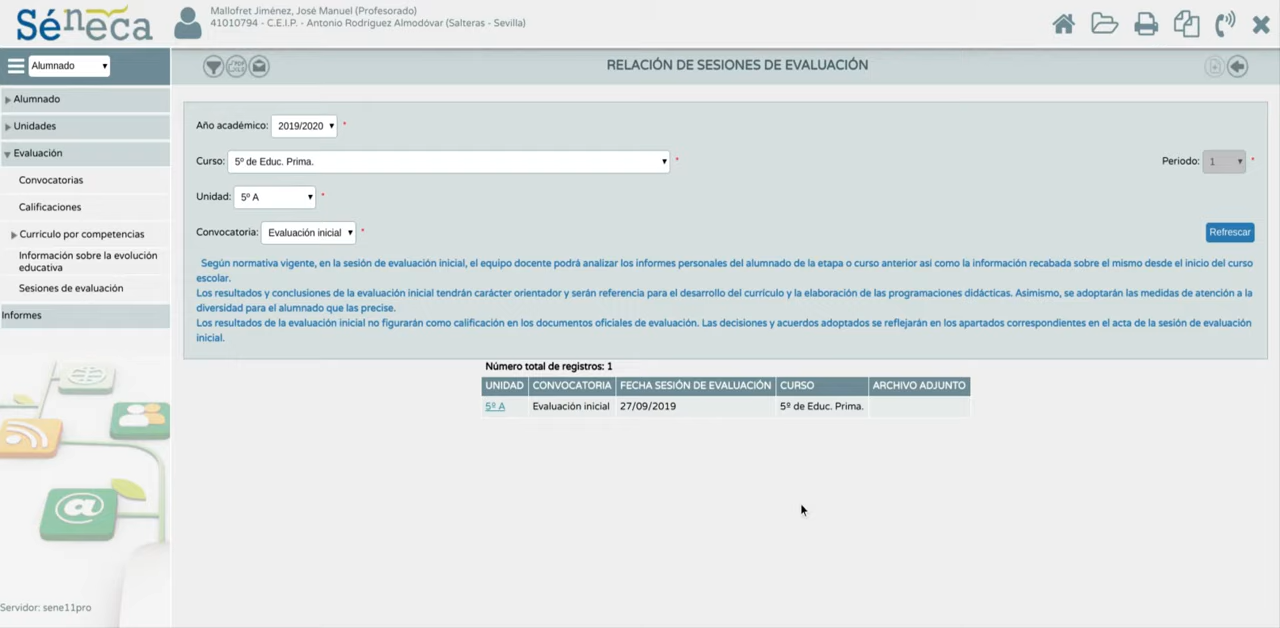 Séneca
Mallofret Jiménez, José Manuel (Profesorado)
41010794 - C.E.I.P. - Antonio Rodríguez Almodóvar (Salteras - Sevilla)
Alumnado
RELACIÓN DE SESIONES DE EVALUACIÓN
Alumnado
Unidades
Evaluación
Convocatorias
Calificaciones
Currículo por competencias
Información sobre la evolución
educativa
Sesiones de evaluación
Informes
Servidor: sene11pro
Año académico: 2019/2020 *
Curso: 5º de Educ. Prima. *
Periodo: 1 *
Unidad: 5º A *
Convocatoria: Evaluación inicial *
Refrescar
Según normativa vigente, en la sesión de evaluación inicial, el equipo docente podrá analizar los informes personales del alumnado de la etapa o curso anterior así como la información recabada sobre el mismo desde el inicio del curso
escolar.
Los resultados y conclusiones de la evaluación inicial tendrán carácter orientador y serán referencia para el desarrollo del currículo y la elaboración de las programaciones didácticas. Asimismo, se adoptarán las medidas de atención a la
diversidad para el alumnado que las precise.
Los resultados de la evaluación inicial no figurarán como calificación en los documentos oficiales de evaluación. Las decisiones y acuerdos adoptados se reflejarán en los apartados correspondientes en el acta de la sesión de evaluación
inicial.
Número total de registros: 1
UNIDAD CONVOCATORIA FECHA SESIÓN DE EVALUACIÓN CURSO ARCHIVO ADJUNTO
5º A Evaluación inicial 27/09/2019 5º de Educ. Prima.